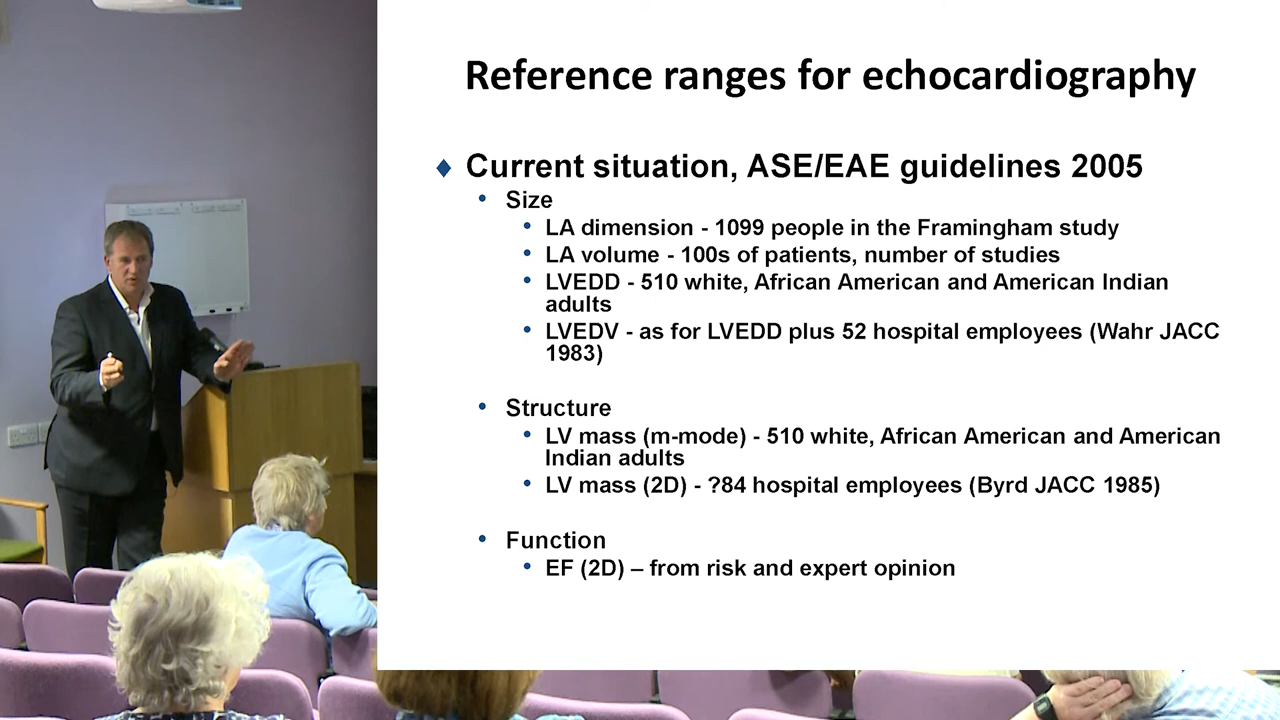 Reference ranges for echocardiography
♦ Current situation, ASE/EAE guidelines 2005
• Size
• LA dimension - 1099 people in the Framingham study
• LA volume - 100s of patients, number of studies
• LVEDD - 510 white, African American and American Indian
adults
• LVEDV - as for LVEDD plus 52 hospital employees (Wahr JACC
1983)
• Structure
• LV mass (m-mode) - 510 white, African American and American
Indian adults
• LV mass (2D) - ?84 hospital employees (Byrd JACC 1985)
• Function
• EF (2D) – from risk and expert opinion